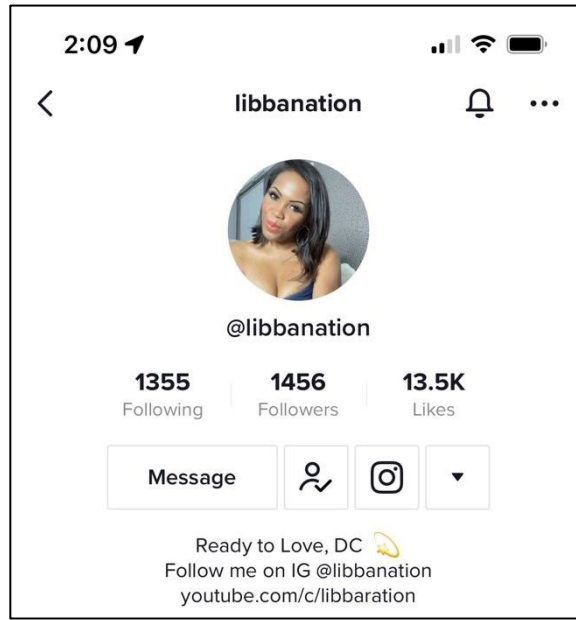 2:09
libbanation
@libbanation
1355 1456 13.5K
Following Followers Likes
Message
Ready to Love, DC 💫
Follow me on IG @libbanation
youtube.com/c/libbaration